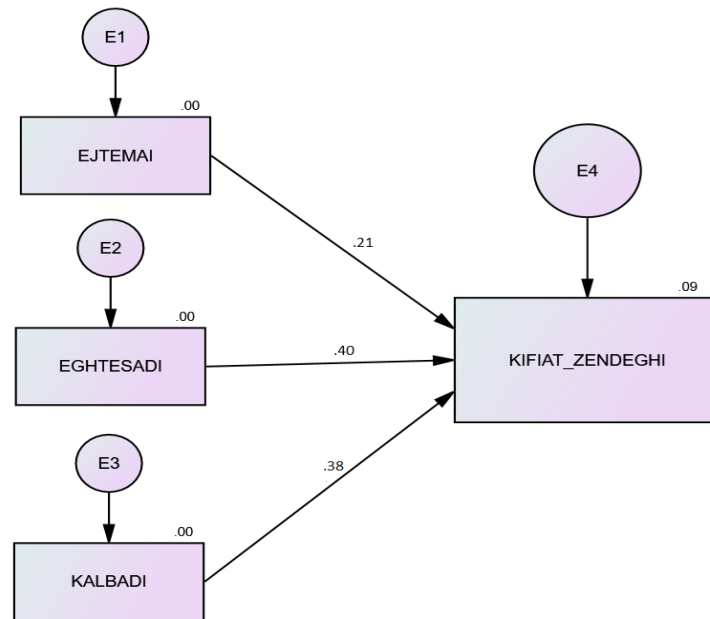 E1
.00
EJTEMAI
E4
.21
E2
.00
.09
EGHTESADI
.40
KIFIAT_ZENDEGHI
E3
.38
.00
KALBADI